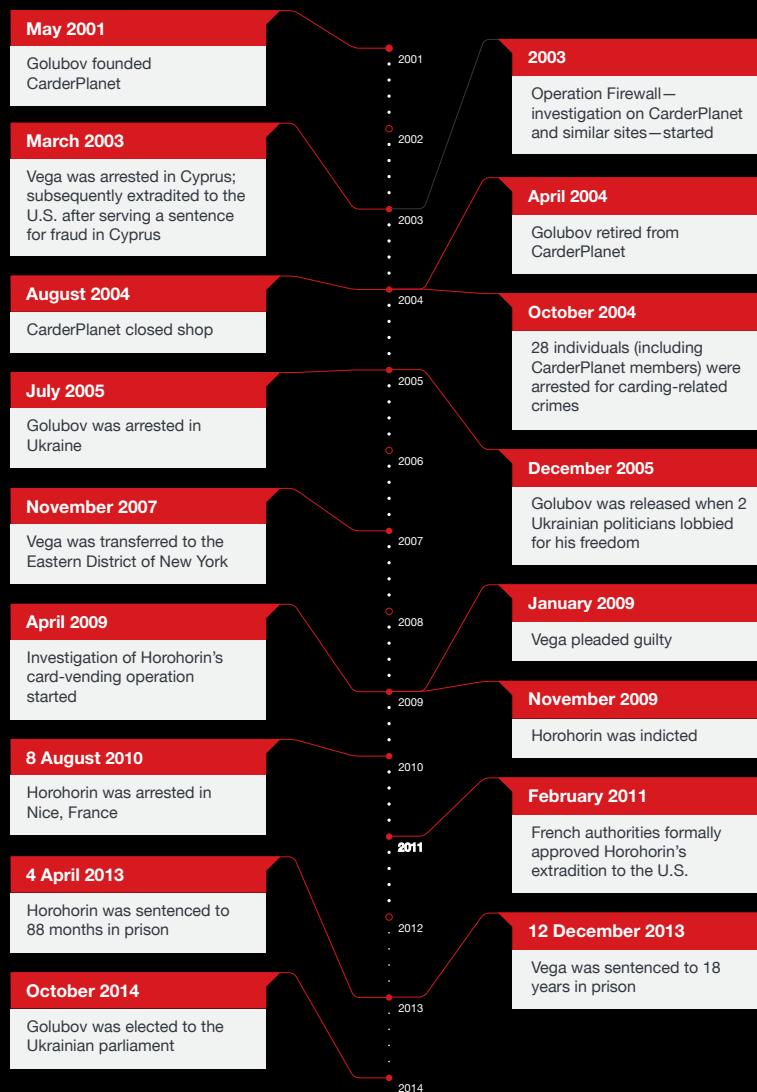 May 2001
Golubov founded
CarderPlanet
2001
2003
Operation Firewall—
investigation on CarderPlanet
and similar sites—started
2002
March 2003
Vega was arrested in Cyprus;
subsequently extradited to the
U.S. after serving a sentence
for fraud in Cyprus
2003
April 2004
Golubov retired from
CarderPlanet
August 2004
CarderPlanet closed shop
2004
October 2004
28 individuals (including
CarderPlanet members) were
arrested for carding-related
crimes
July 2005
Golubov was arrested in
Ukraine
2005
2006
December 2005
Golubov was released when 2
Ukrainian politicians lobbied
for his freedom
November 2007
Vega was transferred to the
Eastern District of New York
2007
January 2009
Vega pleaded guilty
2008
April 2009
Investigation of Horohorin's
card-vending operation
started
2009
November 2009
Horohorin was indicted
8 August 2010
Horohorin was arrested in
Nice, France
2010
February 2011
French authorities formally
approved Horohorin's
extradition to the U.S.
2011
4 April 2013
Horohorin was sentenced to
88 months in prison
2012
12 December 2013
Vega was sentenced to 18
years in prison
2013
October 2014
Golubov was elected to the
Ukrainian parliament
2014